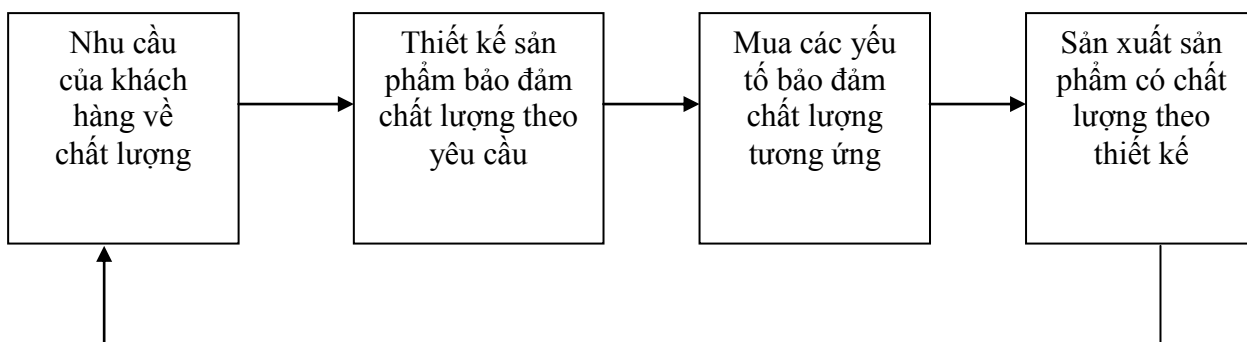 Nhu cầu
của khách
hàng về
chất lượng
Thiết kế sản
phẩm bảo đảm
chất lượng theo
yêu cầu
Mua các yếu
tố bảo đảm
chất lượng
tương ứng
Sản xuất sản
phẩm có chất
lượng theo
thiết kế